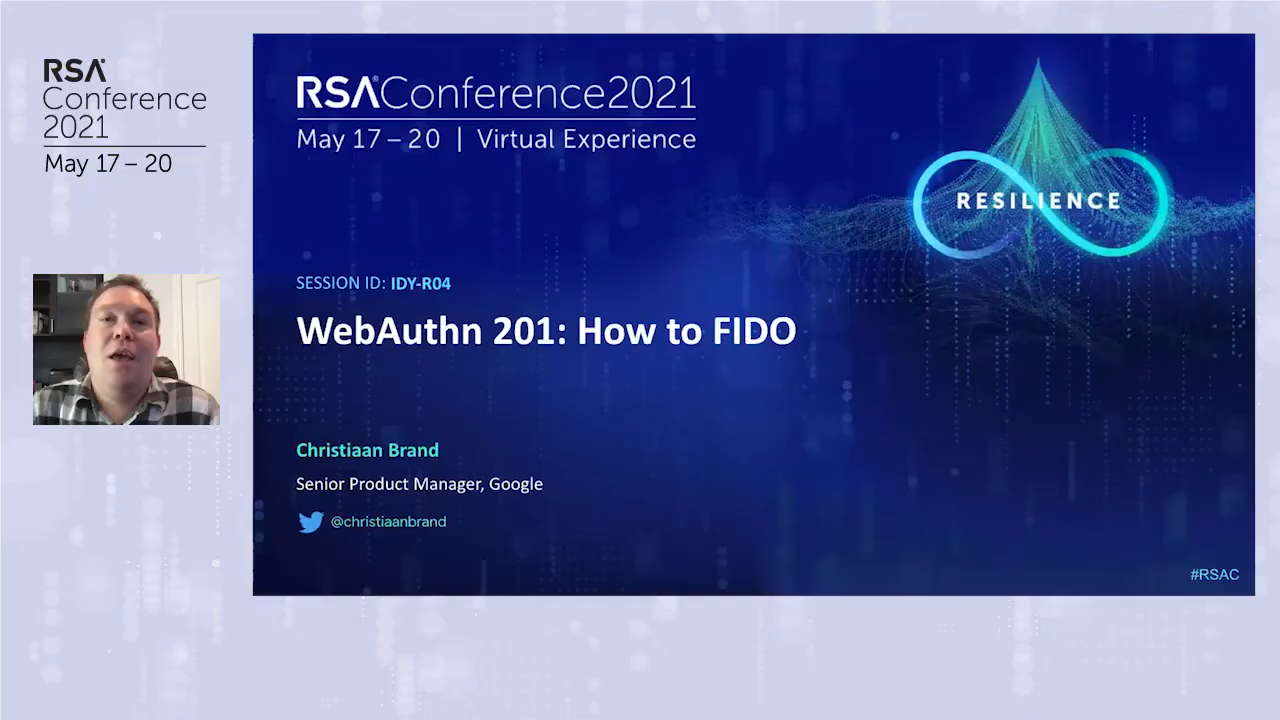 RSA
Conference
2021
May 17 – 20
RSAConference2021
May 17 – 20 | Virtual Experience
RESILIENCE
SESSION ID: IDY-R04
WebAuthn 201: How to FIDO
Christiaan Brand
Senior Product Manager, Google
@christiaanbrand
#RSAC